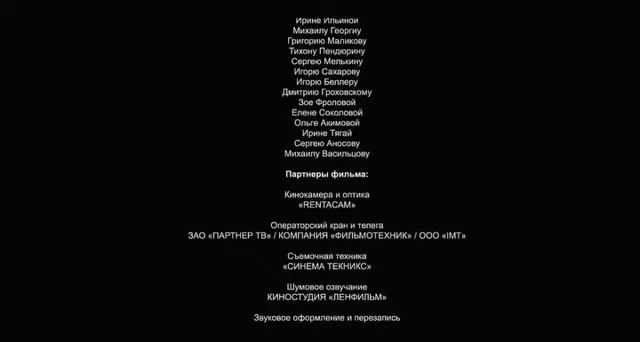 Ирине Ильиной
Михаилу Георгиу
Григорию Маликову
Тихону Пендюрину
Сергею Мелькину
Игорю Сахарову
Игорю Беллеру
Дмитрию Гроховскому
Зое Фроловой
Елене Соколовой
Ольге Акимовой
Ирине Тягай
Сергею Аносову
Михаилу Васильцову
Партнеры фильма:
Кинокамера и оптика
«RENTACAM»
Операторский кран и телега
ЗАО «ПАРТНЕР ТВ» / КОМПАНИЯ «ФИЛЬМОТЕХНИК» / ООО «IMT»
Съемочная техника
«СИНЕМА ТЕКНИКС»
Шумовое озвучание
КИНОСТУДИЯ «ЛЕНФИЛЬМ»
Звуковое оформление и перезапись